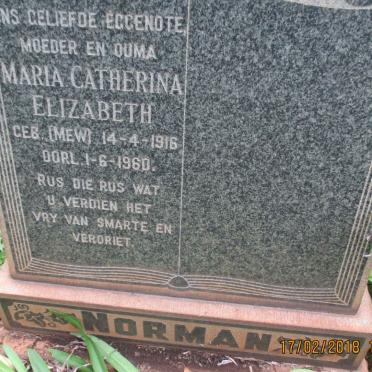 ONS GELIEFDE EGGENOTE
MOEDER EN OUMA
MARIA CATHERINA
ELIZABETH
GEB. (MEW) 14-4-1916
OORL. 1-6-1960.
RUS DIE RUS WAT
U VERDIEN HET
VRY VAN SMARTE EN
VERDRIET.
NORMAN
17/02/2018